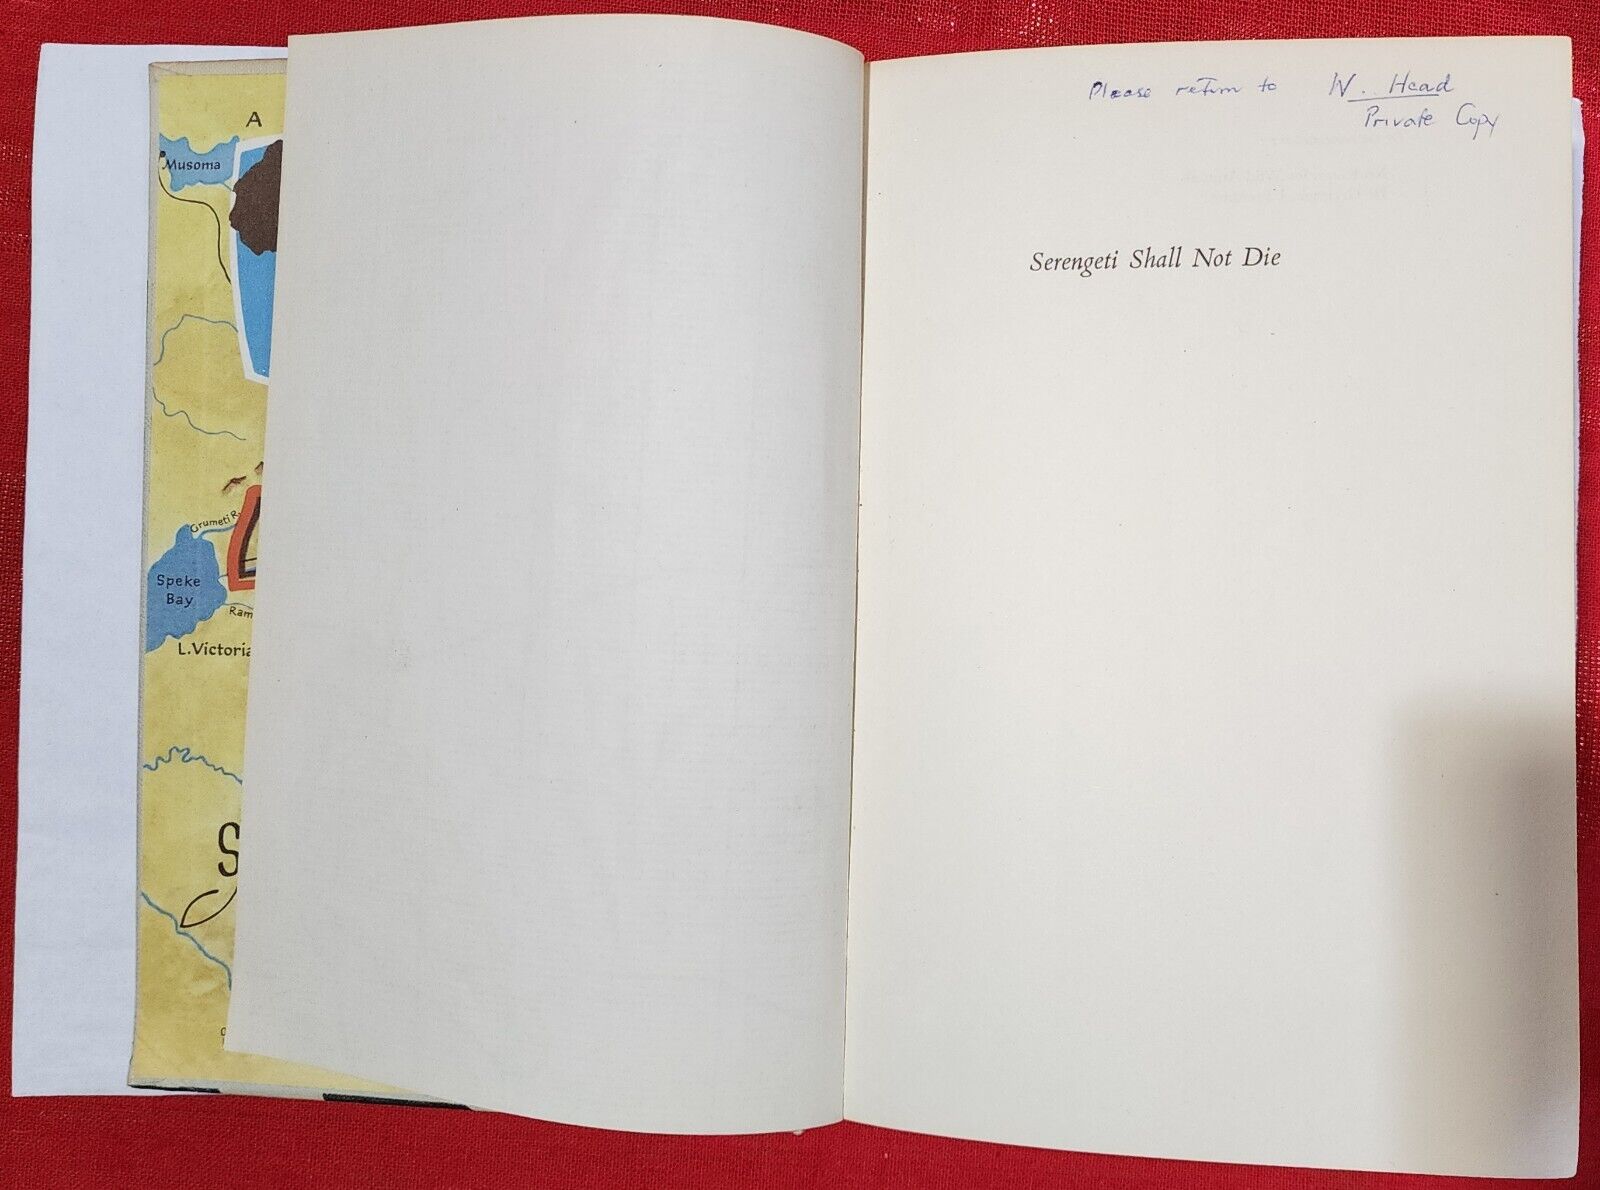 A
Musoma
Grumeti R.
Speke
Bay
L.Victoria
Please return to W. Head
Private Copy
Serengeti Shall Not Die